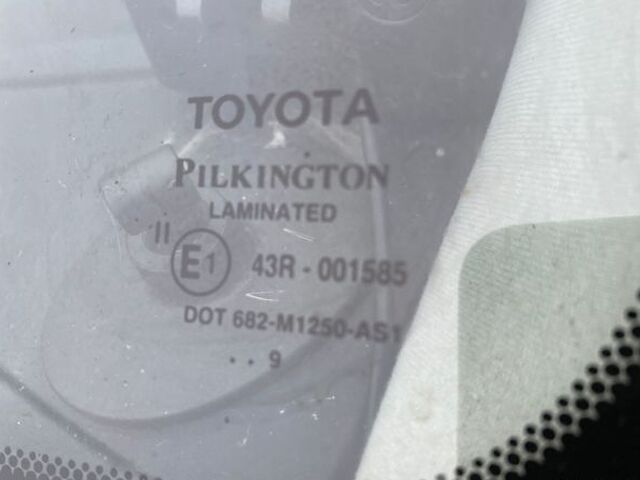 TOYOTA
PILKINGTON
LAMINATED
II
E1 43R - 001585
DOT 682-M1250-AS1
. . 9